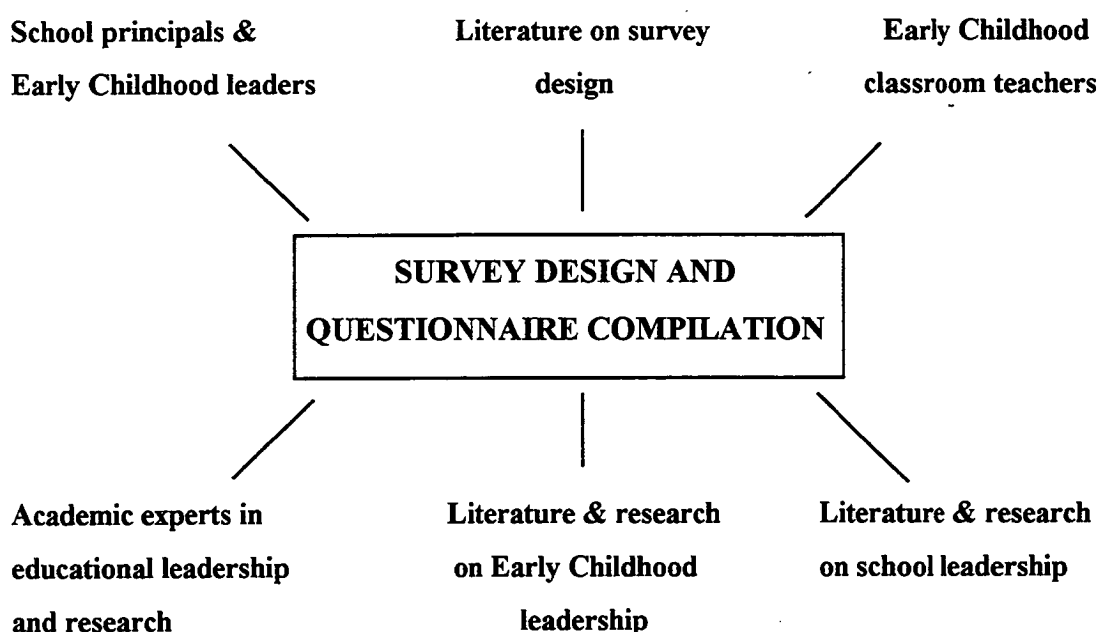 School principals &
Early Childhood leaders
Literature on survey
design
Early Childhood
classroom teachers
SURVEY DESIGN AND
QUESTIONNAIRE COMPILATION
Academic experts in
educational leadership
and research
Literature & research
on Early Childhood
leadership
Literature & research
on school leadership